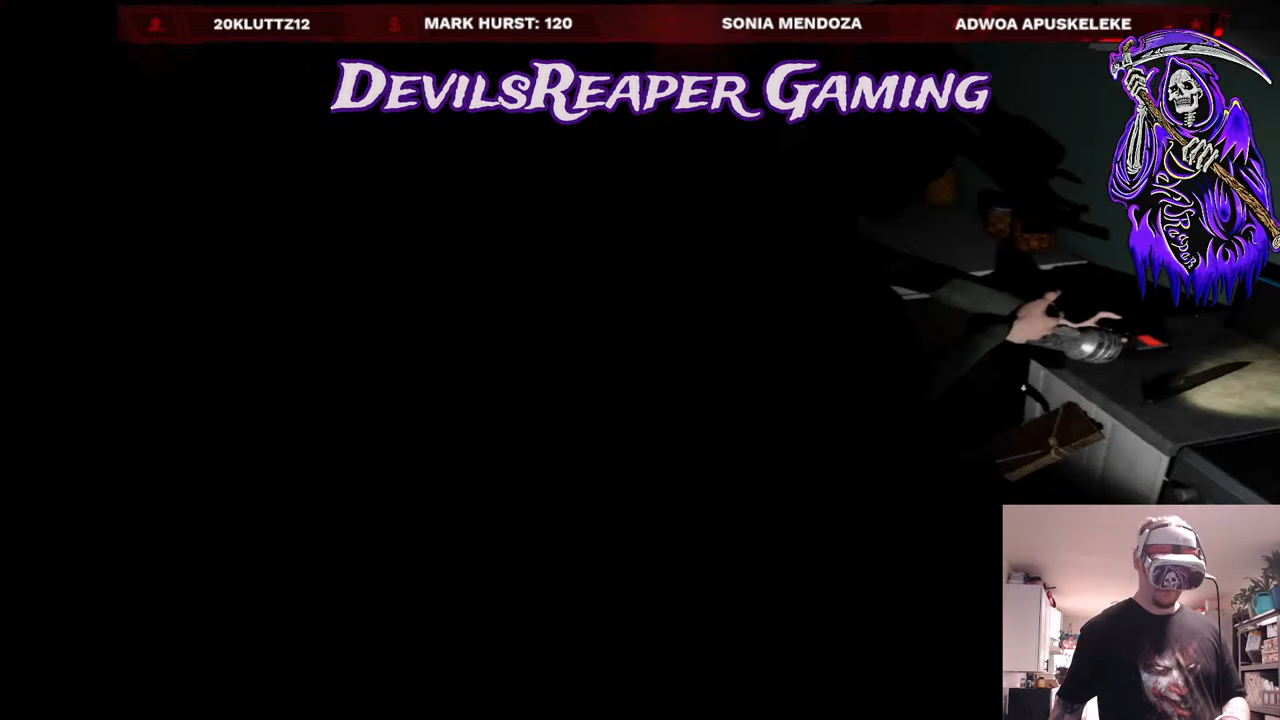 20KLUTTZ12 MARK HURST: 120 SONIA MENDOZA ADWOA APUSKELEKE
DEVILSREAPER GAMING